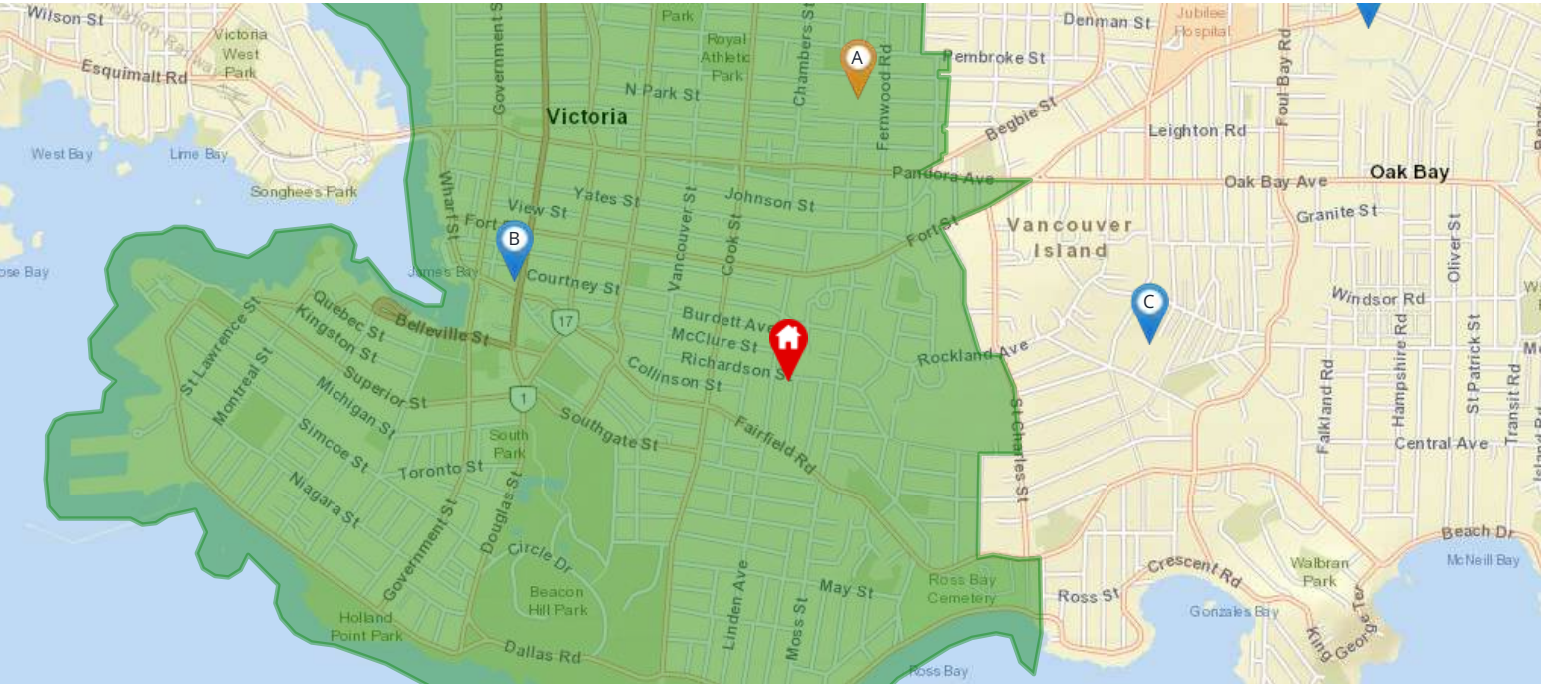 Wilson St
Victoria
West
Park
Esquimalt Rd
West Bay
Lime Bay
Songhees Park
Government St
Park
Royal
Athletic
Park
N Park St
Chambers St
A
Fernwood Rd
Victoria
Pembroke St
Denman St
Jubilee
Hospital
Foul Bay Rd
Begbie St
Leighton Rd
Pandora Ave
Oak Bay Ave
Oak Bay
Granite St
Oliver St
Wharf St
Fort
View St
Yates St
Johnson St
Vancouver St
Cook St
Fort St
Vancouver
Island
B
James Bay
Courtney St
17
Burdett Ave
McClure St
Richardson St
Collinson St
Rockland Ave
C
Windsor Rd
Hampshire Rd
St Patrick St
Falkland Rd
Transit Rd
Central Ave
Quebec St
Kingston St
Belleville St
St Lawrence St
Montreal St
Superior St
Michigan St
Simcoe St
Toronto St
Niagara St
1
South
Park
Southgate St
Fairfield Rd
St Charles St
Government St
Douglas St
Circle Dr
Beacon
Hill Park
Holland
Point Park
Dallas Rd
Linden Ave
Moss St
May St
Ross Bay
Cemetery
Ross Bay
Ross St
Crescent Rd
Gonzales Bay
Walbran
Park
King George Ter
Beach Dr
McNeill Bay